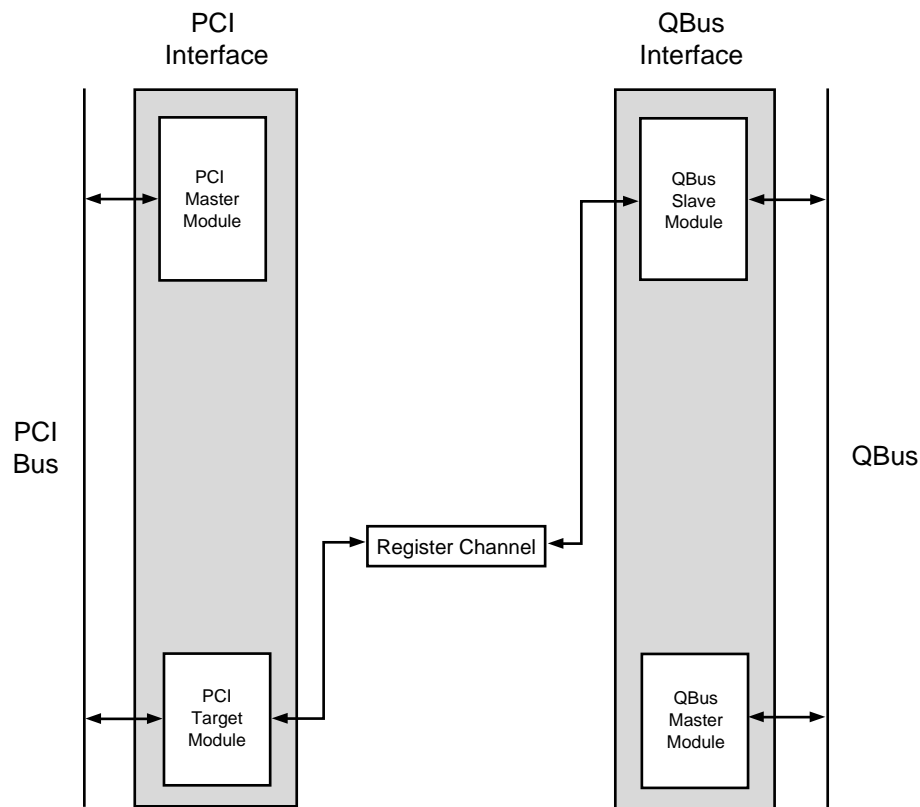 PCI
Interface
QBus
Interface
PCI
Master
Module
QBus
Slave
Module
PCI
Bus
QBus
Register Channel
PCI
Target
Module
QBus
Master
Module